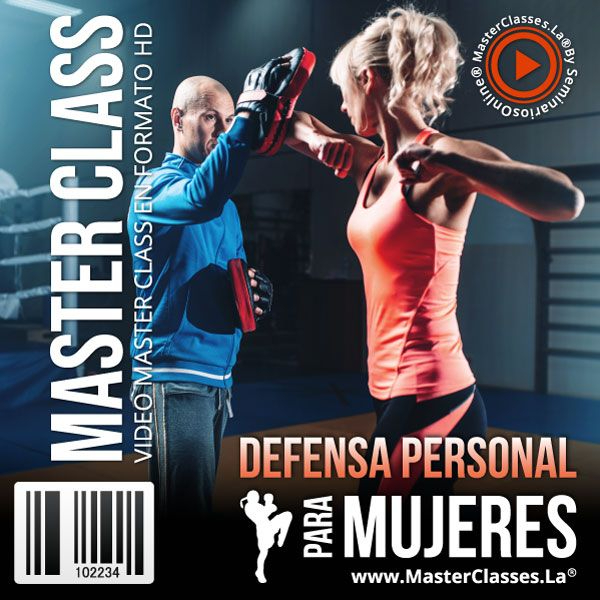 MASTER CLASS
VIDEO MASTER CLASS EN FORMATO HD
MasterClasses.La® By SeminariosOnline®
DEFENSA PERSONAL
PARA
MUJERES
102234
www.MasterClasses.La®